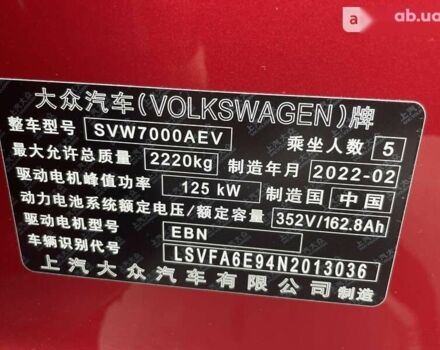 a ab.ua
大众汽车(VOLKSWAGEN)牌
整车型号 SVW7000AEV 乘坐人数 5
最大允许总质量 2220kg 制造年月 2022-02
驱动电机峰值功率 125 kW 制造国 中国
动力电池系统额定电压/额定容量 352V/162.8Ah
驱动电机型号 EBN
车辆识别代号 LSVFA6E94N2013036
上汽大众汽车有限公司制造